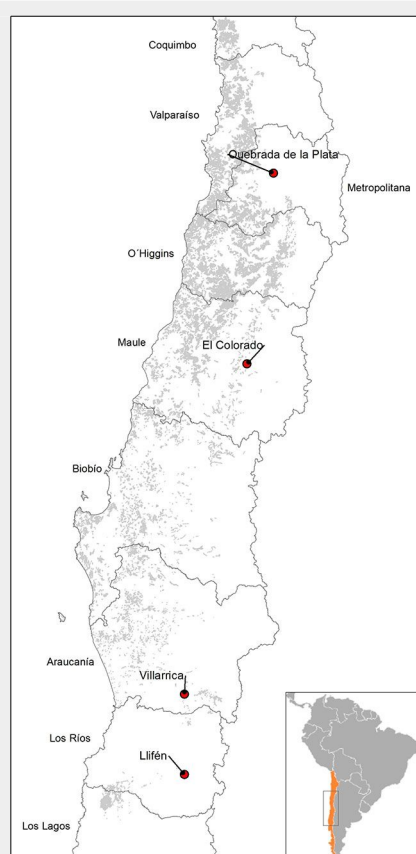 Coquimbo
Valparaíso
Quebrada de la Plata
Metropolitana
O´Higgins
Maule
El Colorado
Biobío
Araucanía
Villarrica
Los Ríos
Llifén
Los Lagos